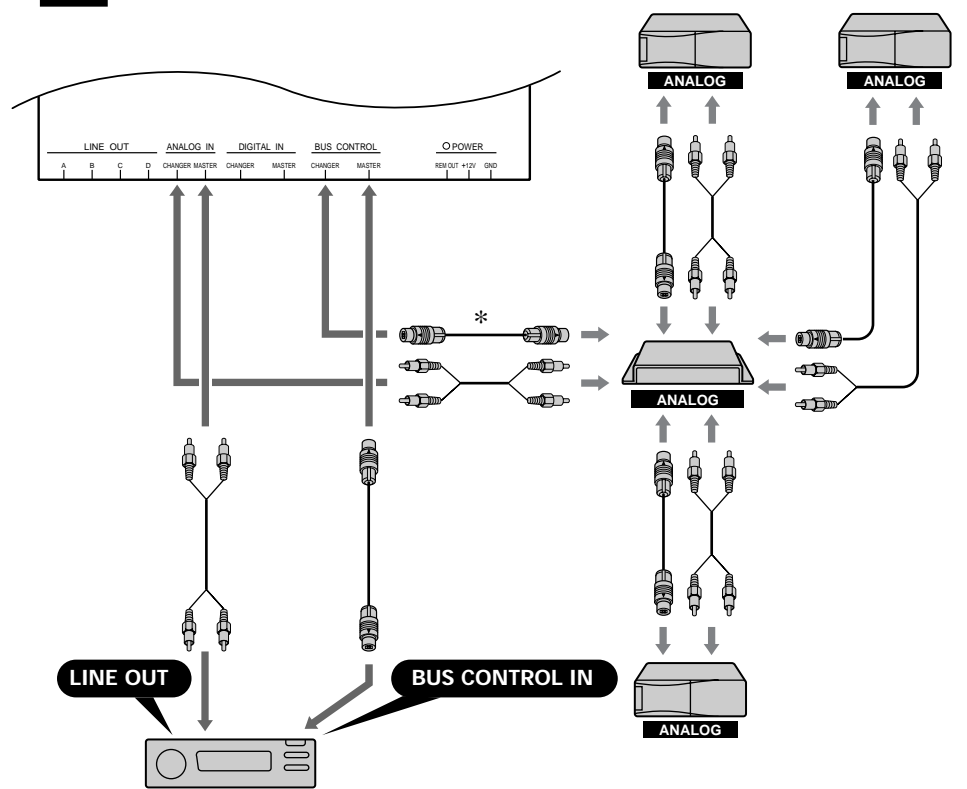 ANALOG
ANALOG
LINE OUT ANALOG IN DIGITAL IN BUS CONTROL POWER
A B C D CHANGER MASTER CHANGER MASTER CHANGER MASTER REM OUT +12V GND
*
ANALOG
LINE OUT
BUS CONTROL IN
ANALOG